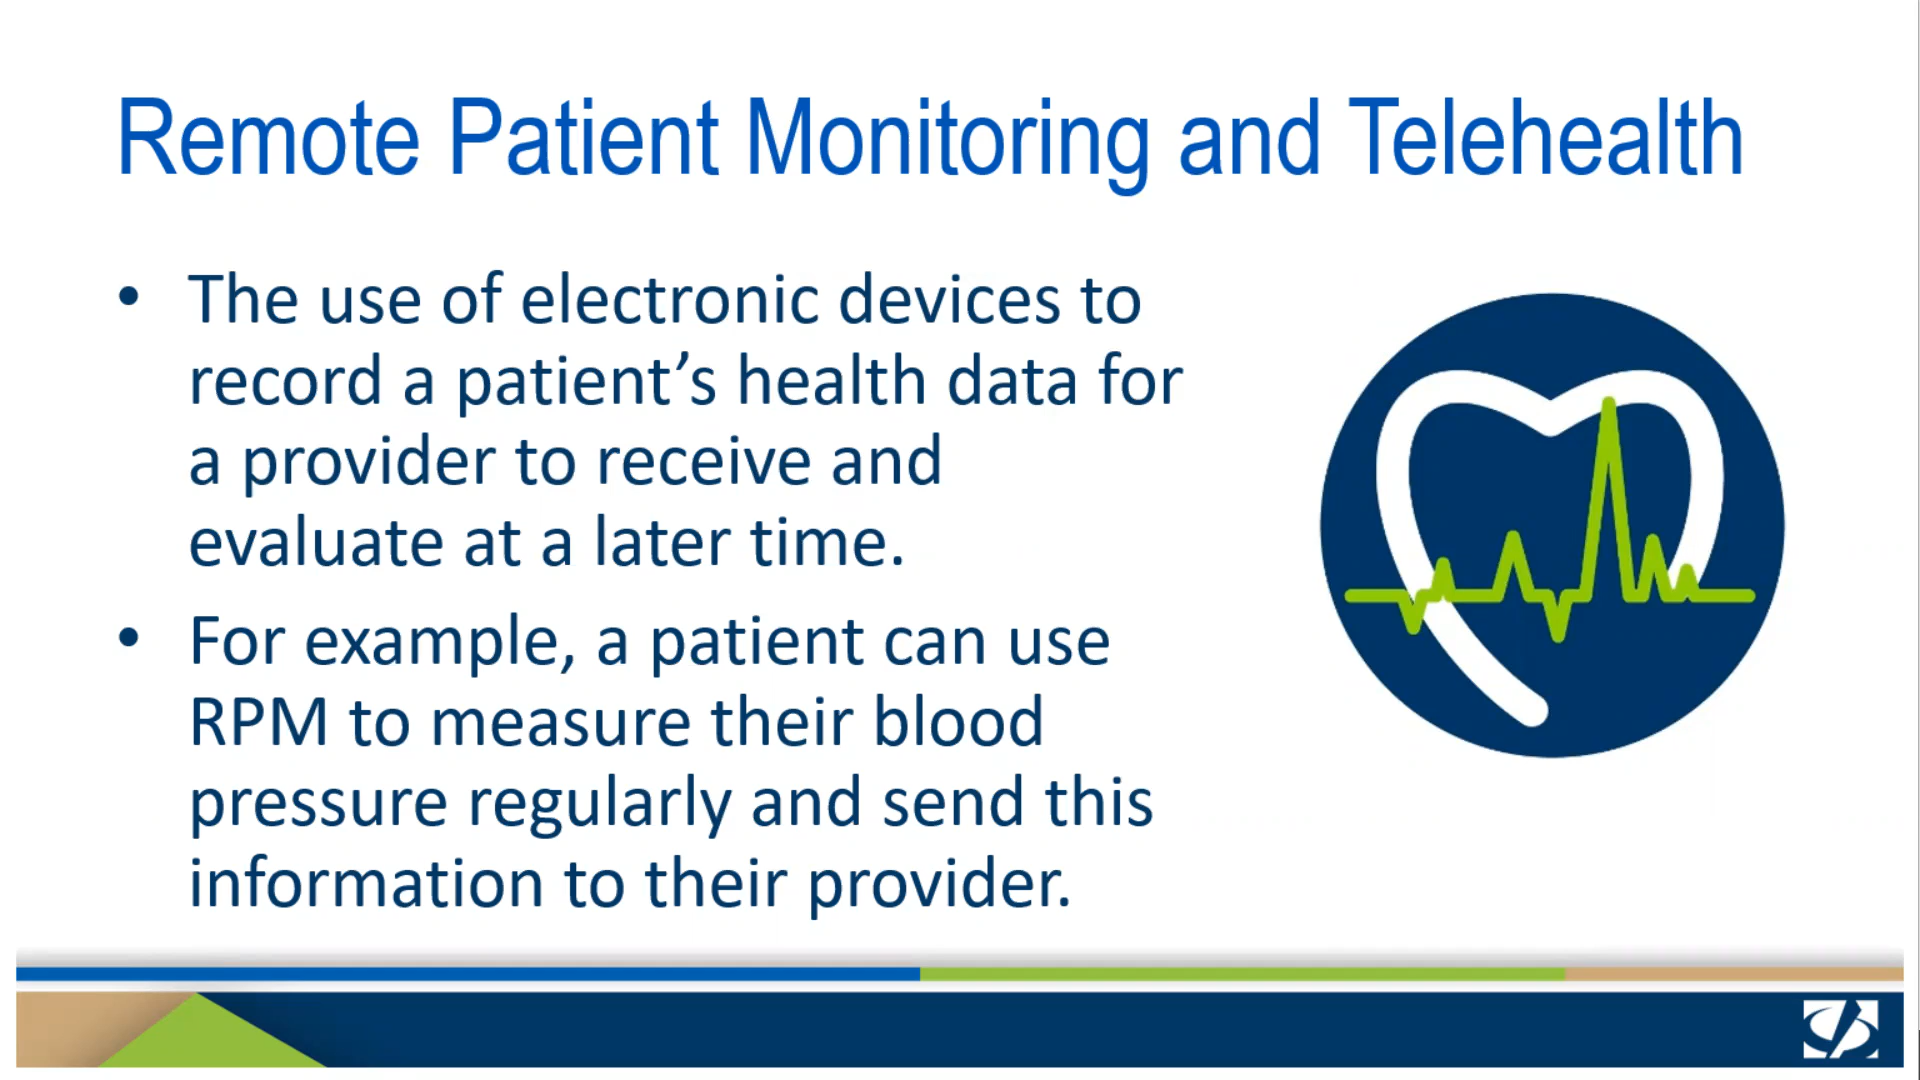 Remote Patient Monitoring and Telehealth
• The use of electronic devices to
record a patient’s health data for
a provider to receive and
evaluate at a later time.
• For example, a patient can use
RPM to measure their blood
pressure regularly and send this
information to their provider.